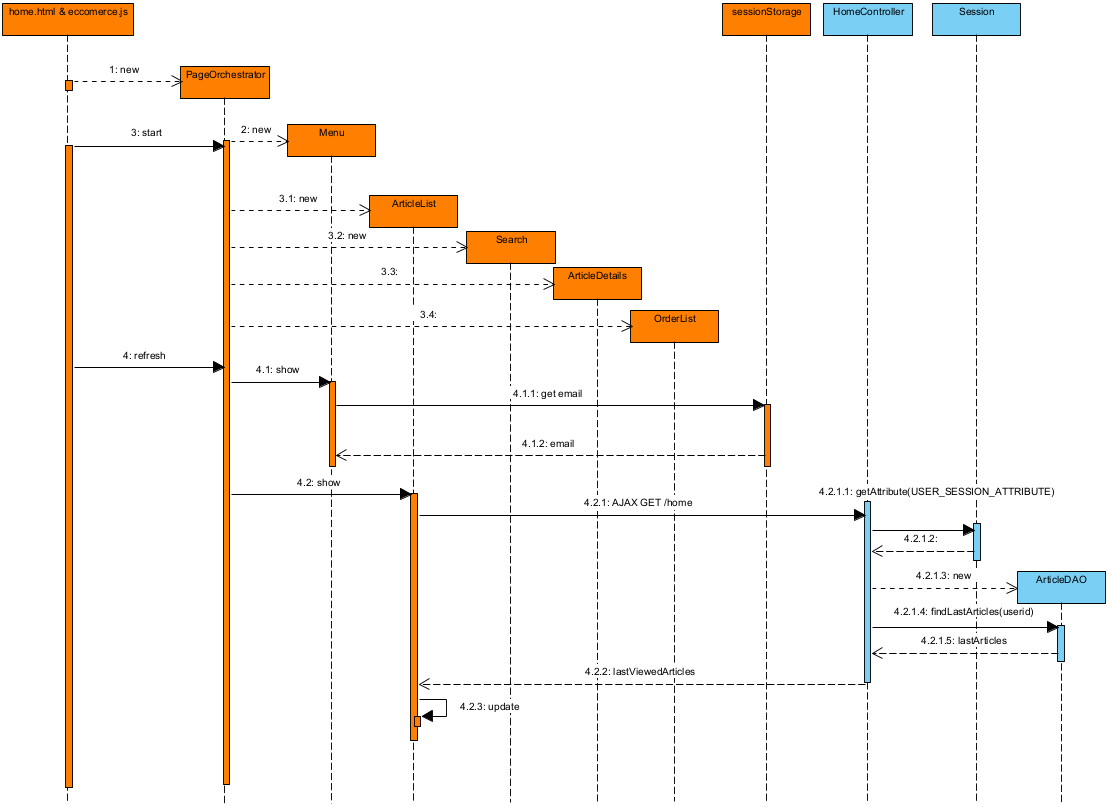 home.html & eccomerce.js
sessionStorage
HomeController
Session
1: new
PageOrchestrator
3: start
2: new
Menu
3.1: new
ArticleList
3.2: new
Search
3.3:
ArticleDetails
3.4:
OrderList
4: refresh
4.1: show
4.1.1: get email
4.1.2: email
4.2: show
4.2.1.1: getAttribute(USER_SESSION_ATTRIBUTE)
4.2.1: AJAX GET /home
4.2.1.2:
4.2.1.3: new
ArticleDAO
4.2.1.4: findLastArticles(userid)
4.2.1.5: lastArticles
4.2.2: lastViewedArticles
4.2.3: update